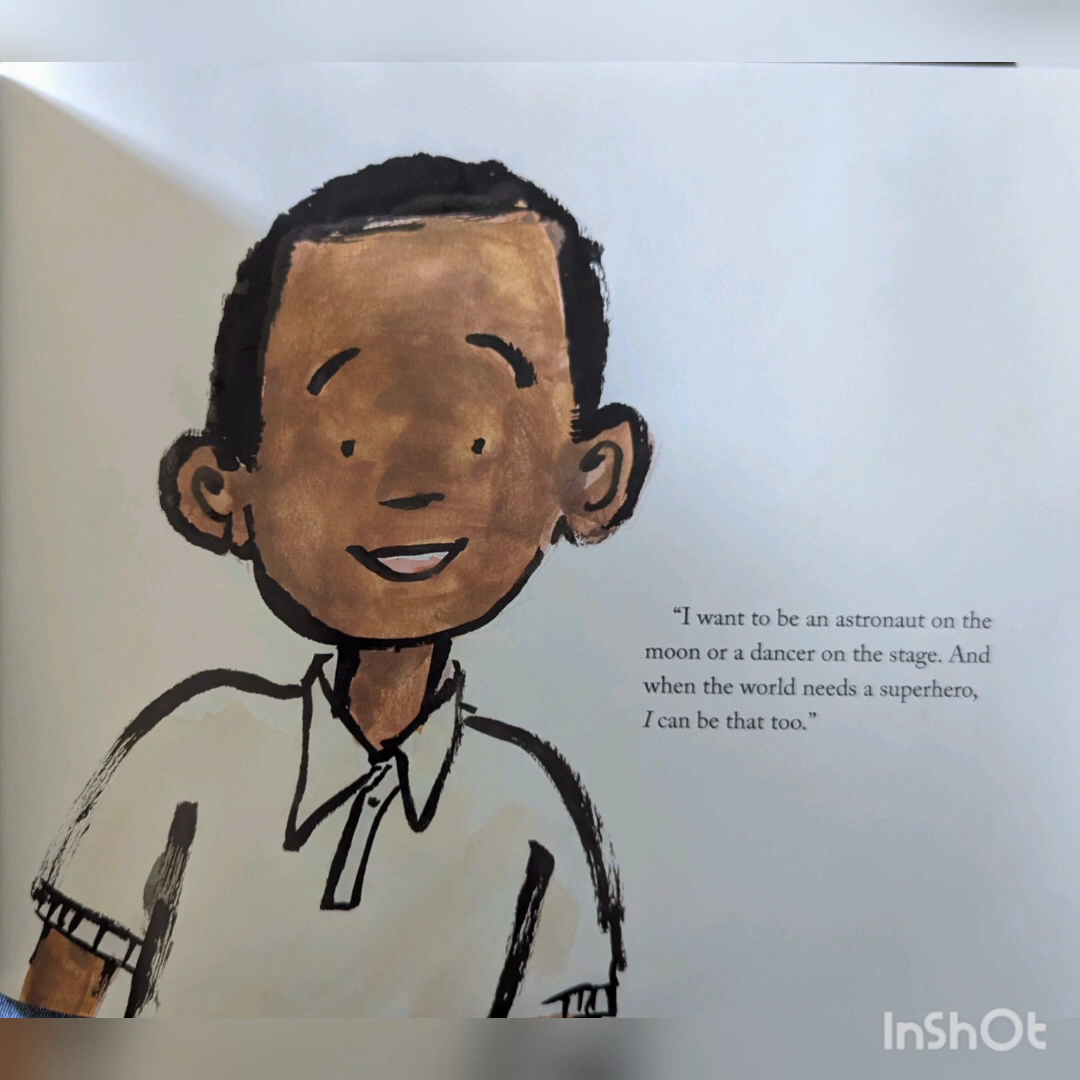 “I want to be an astronaut on the
moon or a dancer on the stage. And
when the world needs a superhero,
I can be that too.”
InShOt